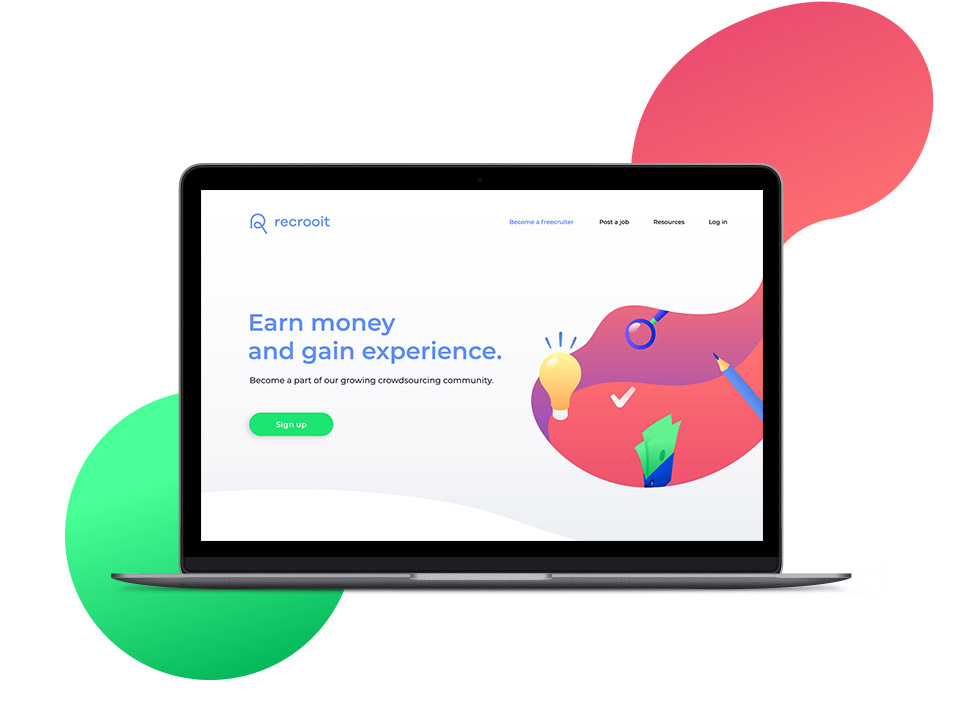 recrooit
Become a freecruiter
Post a job
Resources
Log in
Earn money
and gain experience.
Become a part of our growing crowdsourcing community.
Sign up